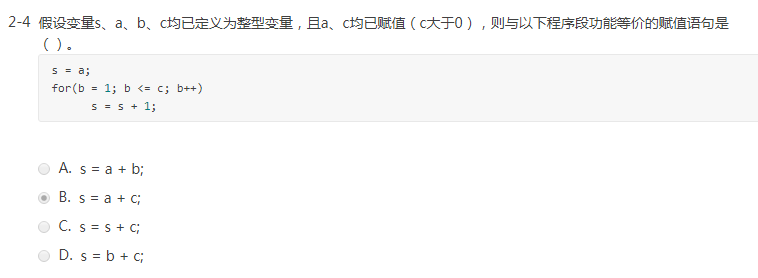 2-4 假设变量s、a、b、c均已定义为整型变量，且a、c均已赋值（c大于0），则与以下程序段功能等价的赋值语句是
（ ）。
s = a;
for(b = 1; b <= c; b++)
s = s + 1;
A. s = a + b;
B. s = a + c;
C. s = s + c;
D. s = b + c;